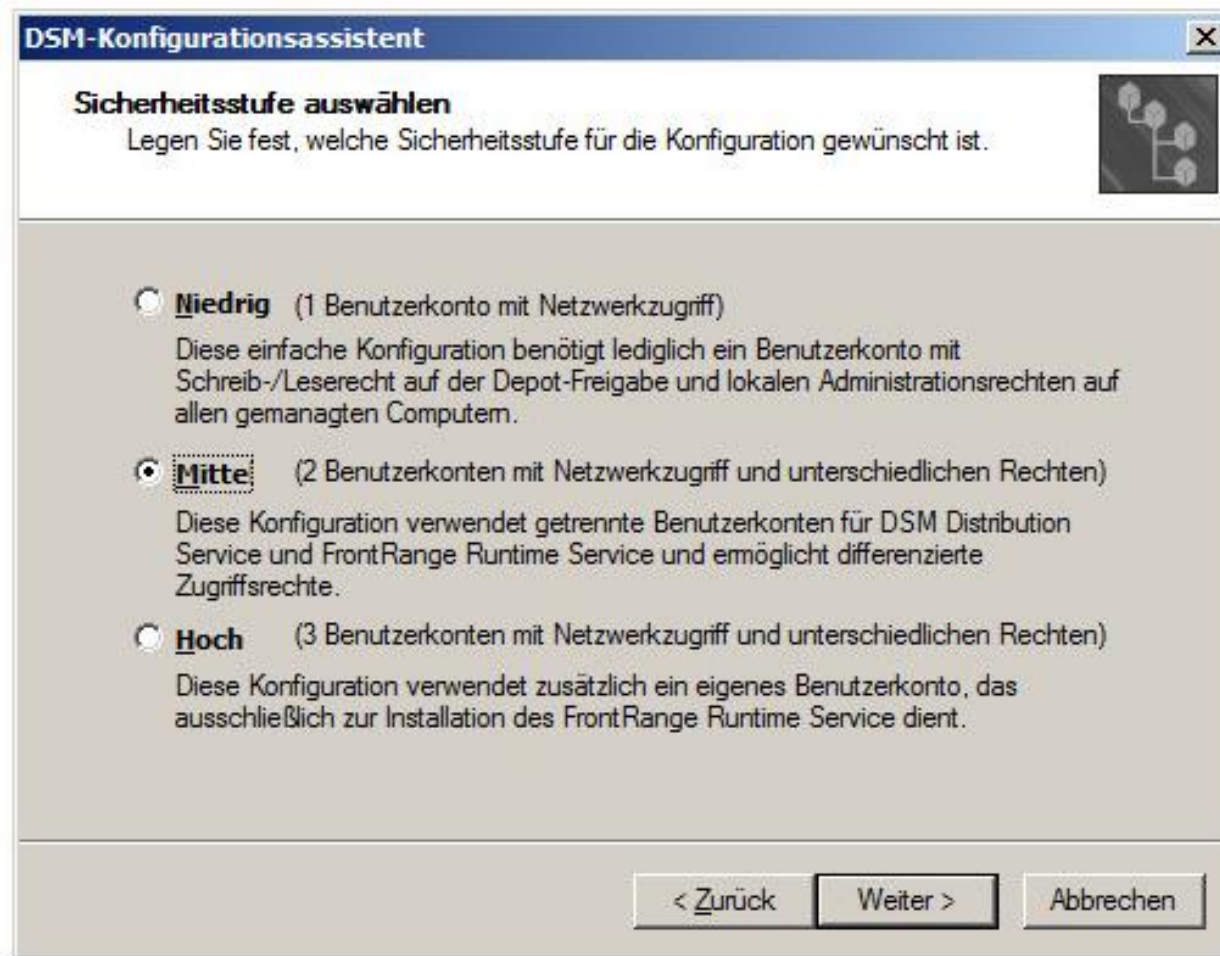 DSM-Konfigurationsassistent
Sicherheitsstufe auswählen
Legen Sie fest, welche Sicherheitsstufe für die Konfiguration gewünscht ist.
Niedrig (1 Benutzerkonto mit Netzwerkzugriff)
Diese einfache Konfiguration benötigt lediglich ein Benutzerkonto mit
Schreib-/Leserecht auf der Depot-Freigabe und lokalen Administrationsrechten auf
allen gemanagten Computern.
Mitte (2 Benutzerkonten mit Netzwerkzugriff und unterschiedlichen Rechten)
Diese Konfiguration verwendet getrennte Benutzerkonten für DSM Distribution
Service und FrontRange Runtime Service und ermöglicht differenzierte
Zugriffsrechte.
Hoch (3 Benutzerkonten mit Netzwerkzugriff und unterschiedlichen Rechten)
Diese Konfiguration verwendet zusätzlich ein eigenes Benutzerkonto, das
ausschließlich zur Installation des FrontRange Runtime Service dient.
< Zurück Weiter > Abbrechen